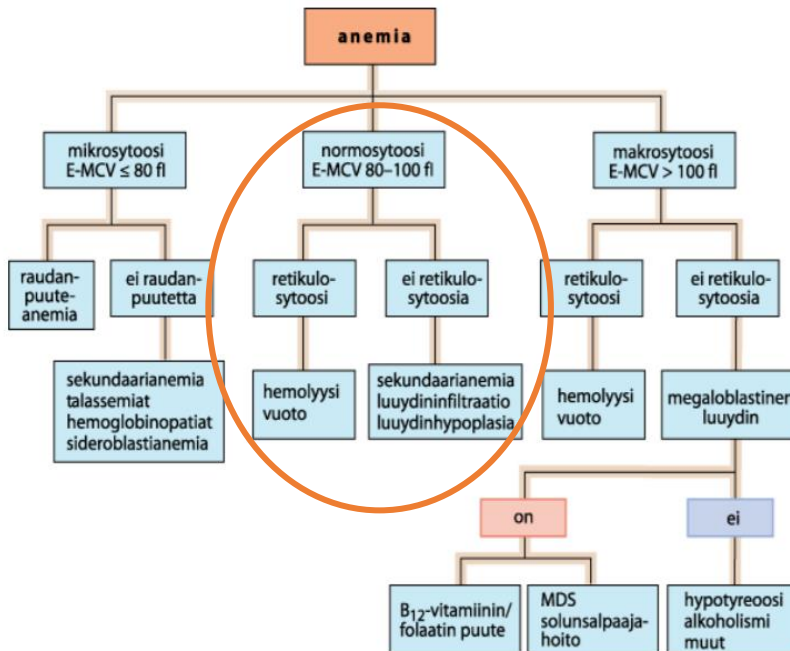 anemia
mikrosytoosi
E-MCV ≤ 80 fl
normosytoosi
E-MCV 80–100 fl
makrosytoosi
E-MCV > 100 fl
raudan-
puute-
anemia
ei raudan-
puutetta
retikulo-
sytoosi
ei retikulo-
sytoosia
retikulo-
sytoosi
ei retikulo-
sytoosia
sekundaarianemia
talassemiat
hemoglobinopatiat
sideroblastianemia
hemolyysi
vuoto
sekundaarianemia
luuydininfiltraatio
luuydinhypoplasia
hemolyysi
vuoto
megaloblastinen
luuydin
on
ei
B₁₂-vitamiinin/
folaatin puute
MDS
solunsalpaaja-
hoito
hypotyreoosi
alkoholismi
muut